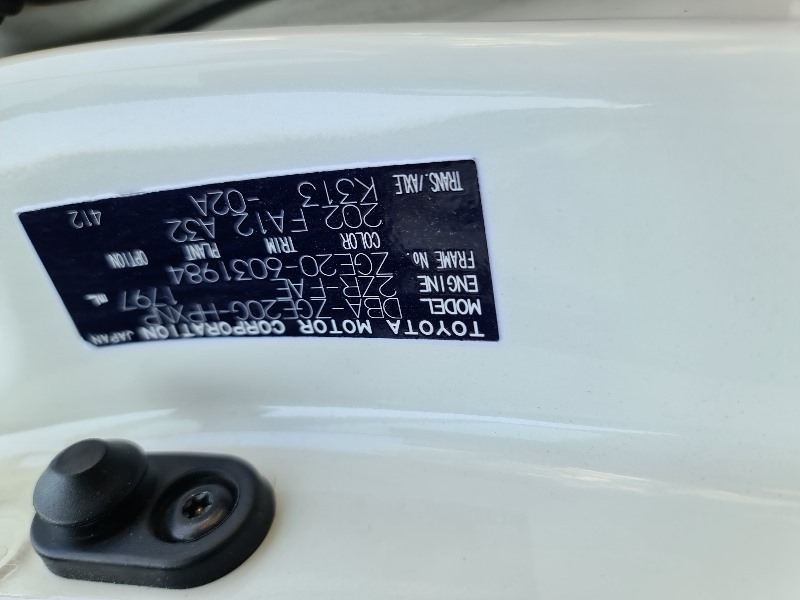 TOYOTA MOTOR CORPORATION JAPAN
MODEL DBA-ZGE20G-HPXNP
ENGINE 2ZR-FAE 1797 mL
FRAME No. ZGE20-6031984
COLOR TRIM PLANT OPTION
202 FA12 A32
TRANS./AXLE K313 -02A
412